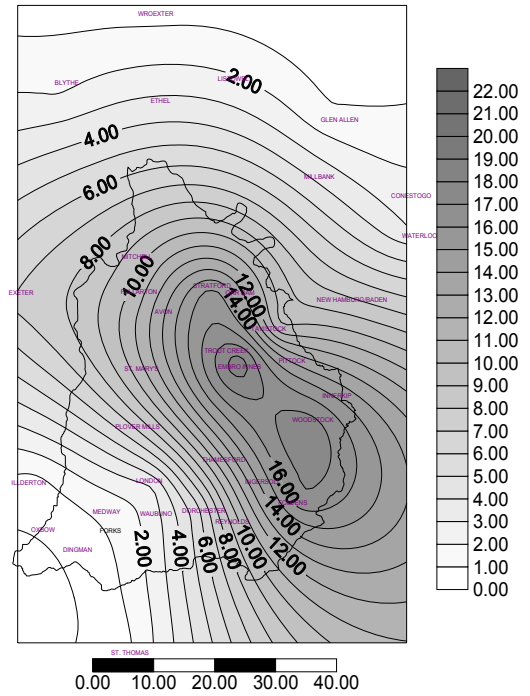 WROEXTER
BLYTHE
2.00
ETHEL
GLEN ALLEN
4.00
MILLBANK
6.00
CONESTOGO
WATERLOO
8.00
MITCHELL
10.00
EXETER
STRATFORD
12.00
14.00
NEW HAMBURG/BADEN
AVON
TAVISTOCK
TROUT CREEK
PITTOCK
ST. MARY'S
EMBRO INNES
INNERKIP
WOODSTOCK
PLOVER MILLS
THAMESFORD
16.00
ILLDERTON
LONDON
14.00
MEDWAY
WAUBUNO
DORCHESTER
REYNOLDS
OXBOW
FORKS
DINGMAN
2.00
4.00
6.00
8.00
10.00
12.00
ST. THOMAS
0.00 10.00 20.00 30.00 40.00
22.00
21.00
20.00
19.00
18.00
17.00
16.00
15.00
14.00
13.00
12.00
11.00
10.00
9.00
8.00
7.00
6.00
5.00
4.00
3.00
2.00
1.00
0.00